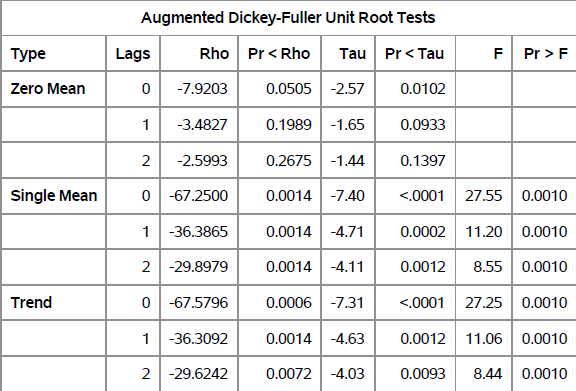 Augmented Dickey-Fuller Unit Root Tests
Type Lags Rho Pr < Rho Tau Pr < Tau F Pr > F
Zero Mean 0 -7.9203 0.0505 -2.57 0.0102
1 -3.4827 0.1989 -1.65 0.0933
2 -2.5993 0.2675 -1.44 0.1397
Single Mean 0 -67.2500 0.0014 -7.40 <.0001 27.55 0.0010
1 -36.3865 0.0014 -4.71 0.0002 11.20 0.0010
2 -29.8979 0.0014 -4.11 0.0012 8.55 0.0010
Trend 0 -67.5796 0.0006 -7.31 <.0001 27.25 0.0010
1 -36.3092 0.0014 -4.63 0.0012 11.06 0.0010
2 -29.6242 0.0072 -4.03 0.0093 8.44 0.0010